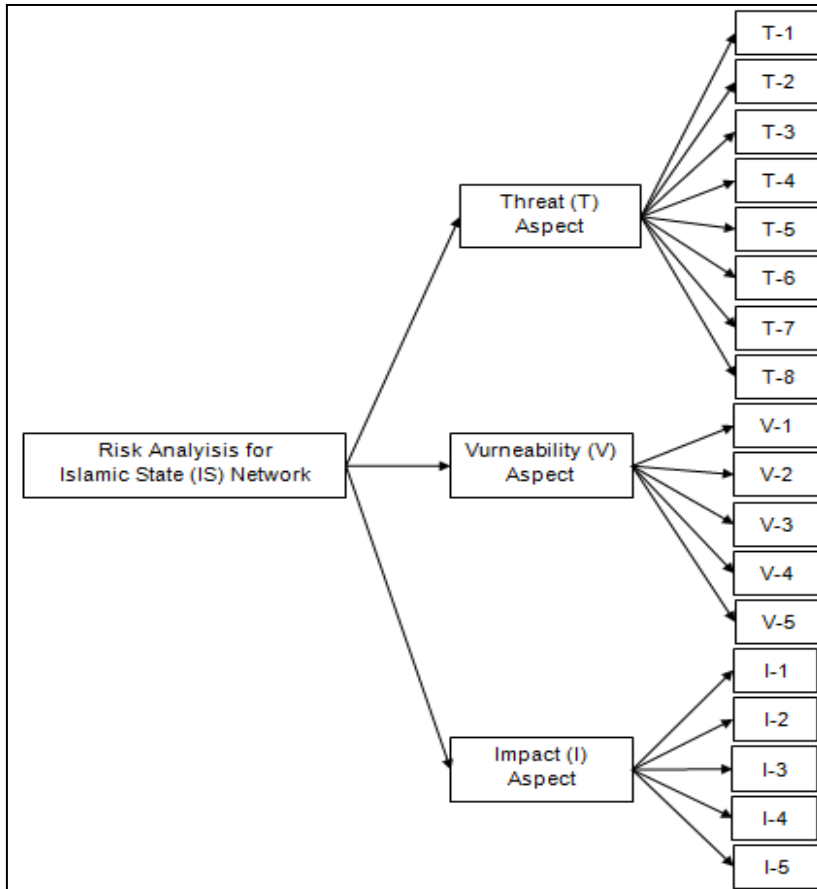 T-1
T-2
T-3
T-4
T-5
T-6
T-7
T-8
Threat (T)
Aspect
Risk Analyisis for
Islamic State (IS) Network
Vurneability (V)
Aspect
V-1
V-2
V-3
V-4
V-5
Impact (I)
Aspect
I-1
I-2
I-3
I-4
I-5